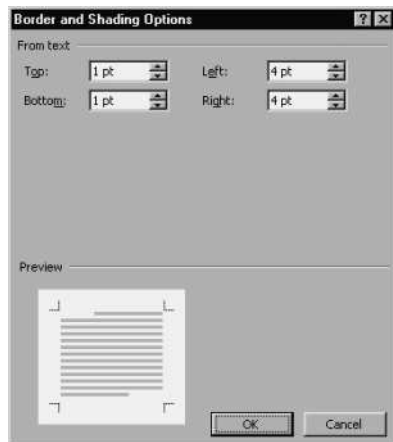 Border and Shading Options
From text
Top: 1 pt Left: 4 pt
Bottom: 1 pt Right: 4 pt
Preview
OK Cancel